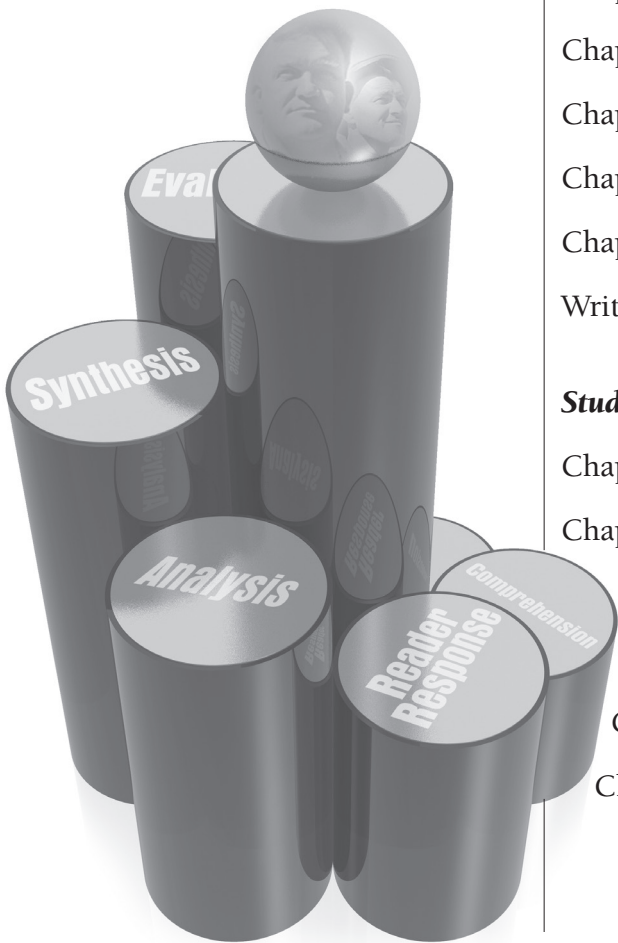 Eval
Synthesis
Analysis
Reader
Response
Comprehension
Chap
Chap
Chap
Chap
Writ
Stud
Chap
Chap
C
Cl